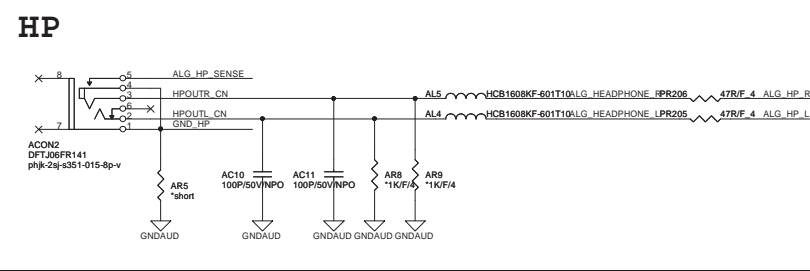 HP
8
5
ALG_HP_SENSE
4
3
HPOUTR_CN
AL5
HCB1608KF-601T10
ALG_HEADPHONE_R
PR206
47R/F_4
ALG_HP_R
6
2
HPOUTL_CN
AL4
HCB1608KF-601T10
ALG_HEADPHONE_L
PR205
47R/F_4
ALG_HP_L
7
1
GND_HP
ACON2
DFTJ06FR141
phjk-2sj-s351-015-8p-v
AR5
*short
AC10
100P/50V/NPO
AC11
100P/50V/NPO
AR8
*1K/F/4
AR9
*1K/F/4
GNDAUD
GNDAUD
GNDAUD
GNDAUD
GNDAUD